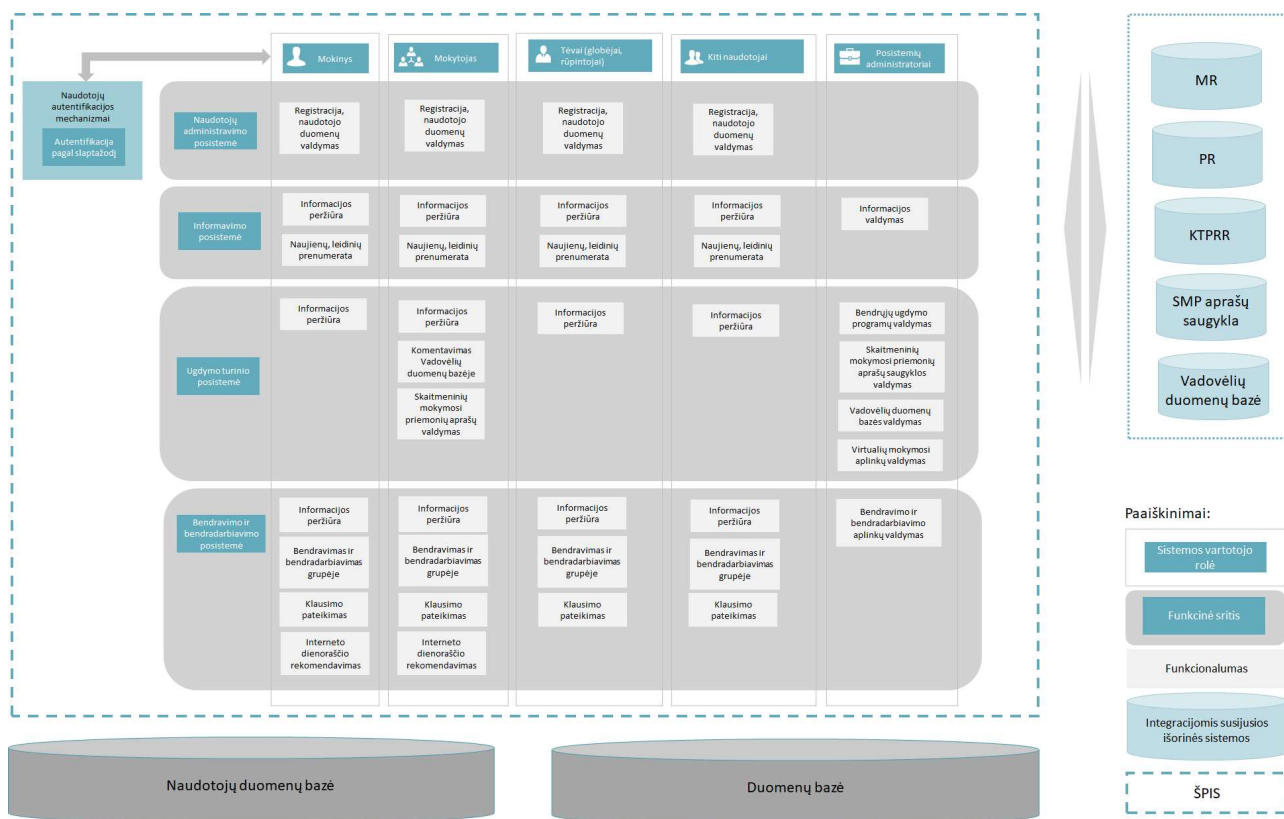 Mokinys
Mokytojas
Tėvai (globėjai,
rūpintojai)
Kiti naudotojai
Posistemių
administratoriai
Naudotojų
autentifikacijos
mechanizmai
Autentifikacija
pagal slaptažodį
Naudotojų
administravimo
posistemė
Registracija,
naudotojo
duomenų
valdymas
Registracija,
naudotojo
duomenų
valdymas
Registracija,
naudotojo
duomenų
valdymas
Registracija,
naudotojo
duomenų
valdymas
Informavimo
posistemė
Informacijos
peržiūra
Naujienų, leidinių
prenumerata
Informacijos
peržiūra
Naujienų, leidinių
prenumerata
Informacijos
peržiūra
Naujienų, leidinių
prenumerata
Informacijos
peržiūra
Naujienų, leidinių
prenumerata
Informacijos
valdymas
Ugdymo turinio
posistemė
Informacijos
peržiūra
Informacijos
peržiūra
Komentavimas
Vadovėlių
duomenų bazėje
Skaitmeninių
mokymosi
priemonių aprašų
valdymas
Informacijos
peržiūra
Informacijos
peržiūra
Bendrųjų ugdymo
programų valdymas
Skaitmeninių
mokymosi priemonių
aprašų saugyklos
valdymas
Vadovėlių duomenų
bazės valdymas
Virtualių mokymosi
aplinkų valdymas
Bendravimo ir
bendradarbiavimo
posistemė
Informacijos
peržiūra
Bendravimas ir
bendradarbiavimas
grupėje
Klausimo
pateikimas
Interneto
dienoraščio
rekomendavimas
Informacijos
peržiūra
Bendravimas ir
bendradarbiavimas
grupėje
Klausimo
pateikimas
Interneto
dienoraščio
rekomendavimas
Informacijos
peržiūra
Bendravimas ir
bendradarbiavimas
grupėje
Klausimo
pateikimas
Informacijos
peržiūra
Bendravimas ir
bendradarbiavimas
grupėje
Klausimo
pateikimas
Bendravimo ir
bendradarbiavimo
aplinkų valdymas
Naudotojų duomenų bazė
Duomenų bazė
MR
PR
KTPRR
SMP aprašų
saugykla
Vadovėlių
duomenų bazė
Paaiškinimai:
Sistemos vartotojo
rolė
Funkcinė sritis
Funkcionalumas
Integracijomis susijusios
išorinės sistemos
ŠPIS